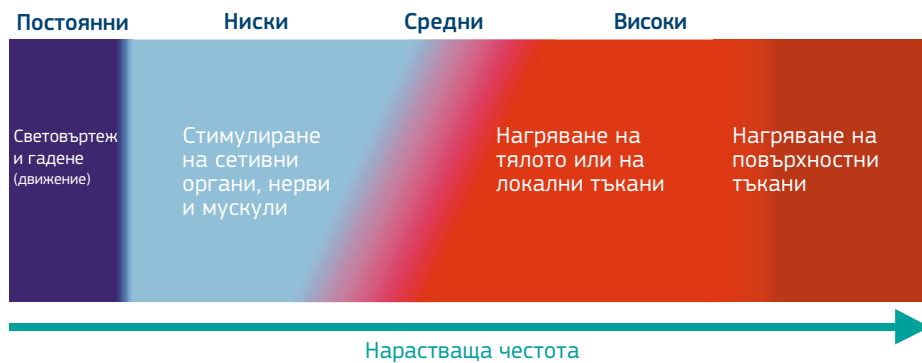 Постоянни Ниски Средни Високи
Световъртеж
и гадене
(движение)
Стимулиране
на сетивни
органи, нерви
и мускули
Нагряване на
тялото или на
локални тъкани
Нагряване на
повърхностни
тъкани
Нарастваща честота